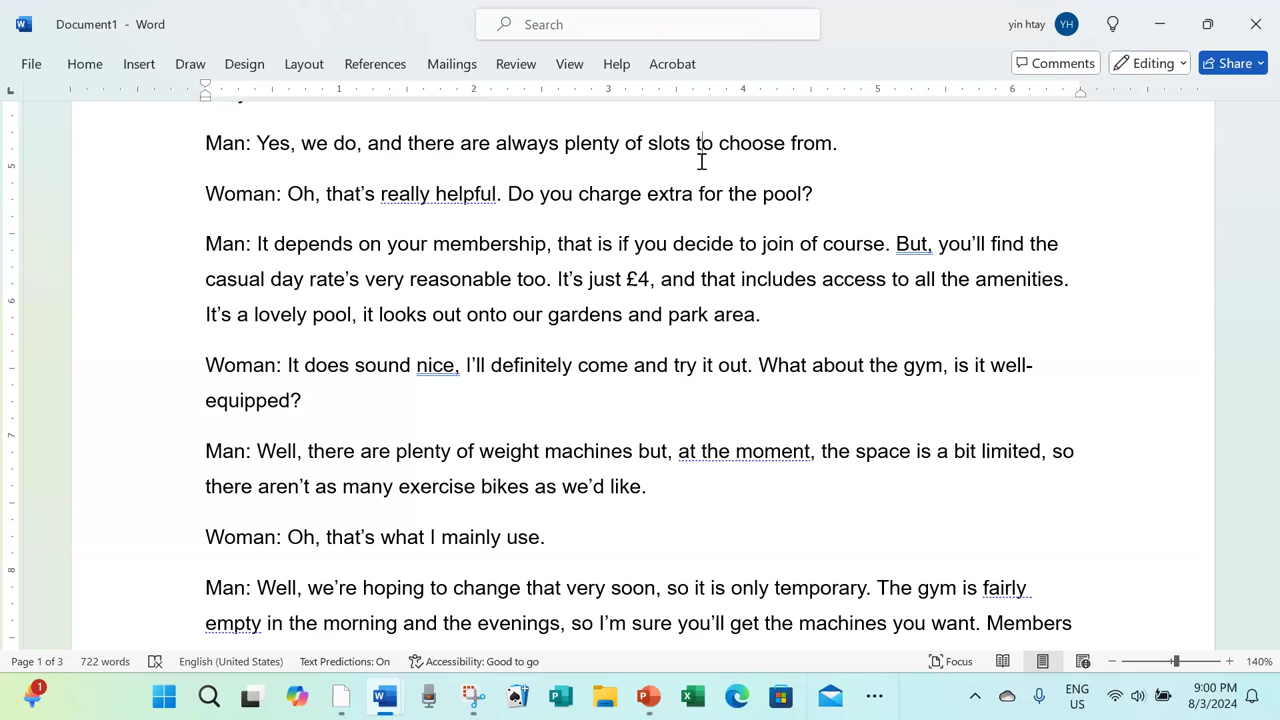 Document1 - Word
Search
yin htay
YH
File Home Insert Draw Design Layout References Mailings Review View Help Acrobat
Comments
Editing
Share
1 2 3 4 5 6
Man: Yes, we do, and there are always plenty of slots to choose from.
Woman: Oh, that’s really helpful. Do you charge extra for the pool?
Man: It depends on your membership, that is if you decide to join of course. But, you’ll find the
casual day rate’s very reasonable too. It’s just £4, and that includes access to all the amenities.
It’s a lovely pool, it looks out onto our gardens and park area.
Woman: It does sound nice, I’ll definitely come and try it out. What about the gym, is it well-
equipped?
Man: Well, there are plenty of weight machines but, at the moment, the space is a bit limited, so
there aren’t as many exercise bikes as we’d like.
Woman: Oh, that’s what I mainly use.
Man: Well, we’re hoping to change that very soon, so it is only temporary. The gym is fairly
empty in the morning and the evenings, so I’m sure you’ll get the machines you want. Members
5
6
7
8
Page 1 of 3 722 words English (United States) Text Predictions: On Accessibility: Good to go Focus 140%
1
ENG
US
9:00 PM
8/3/2024